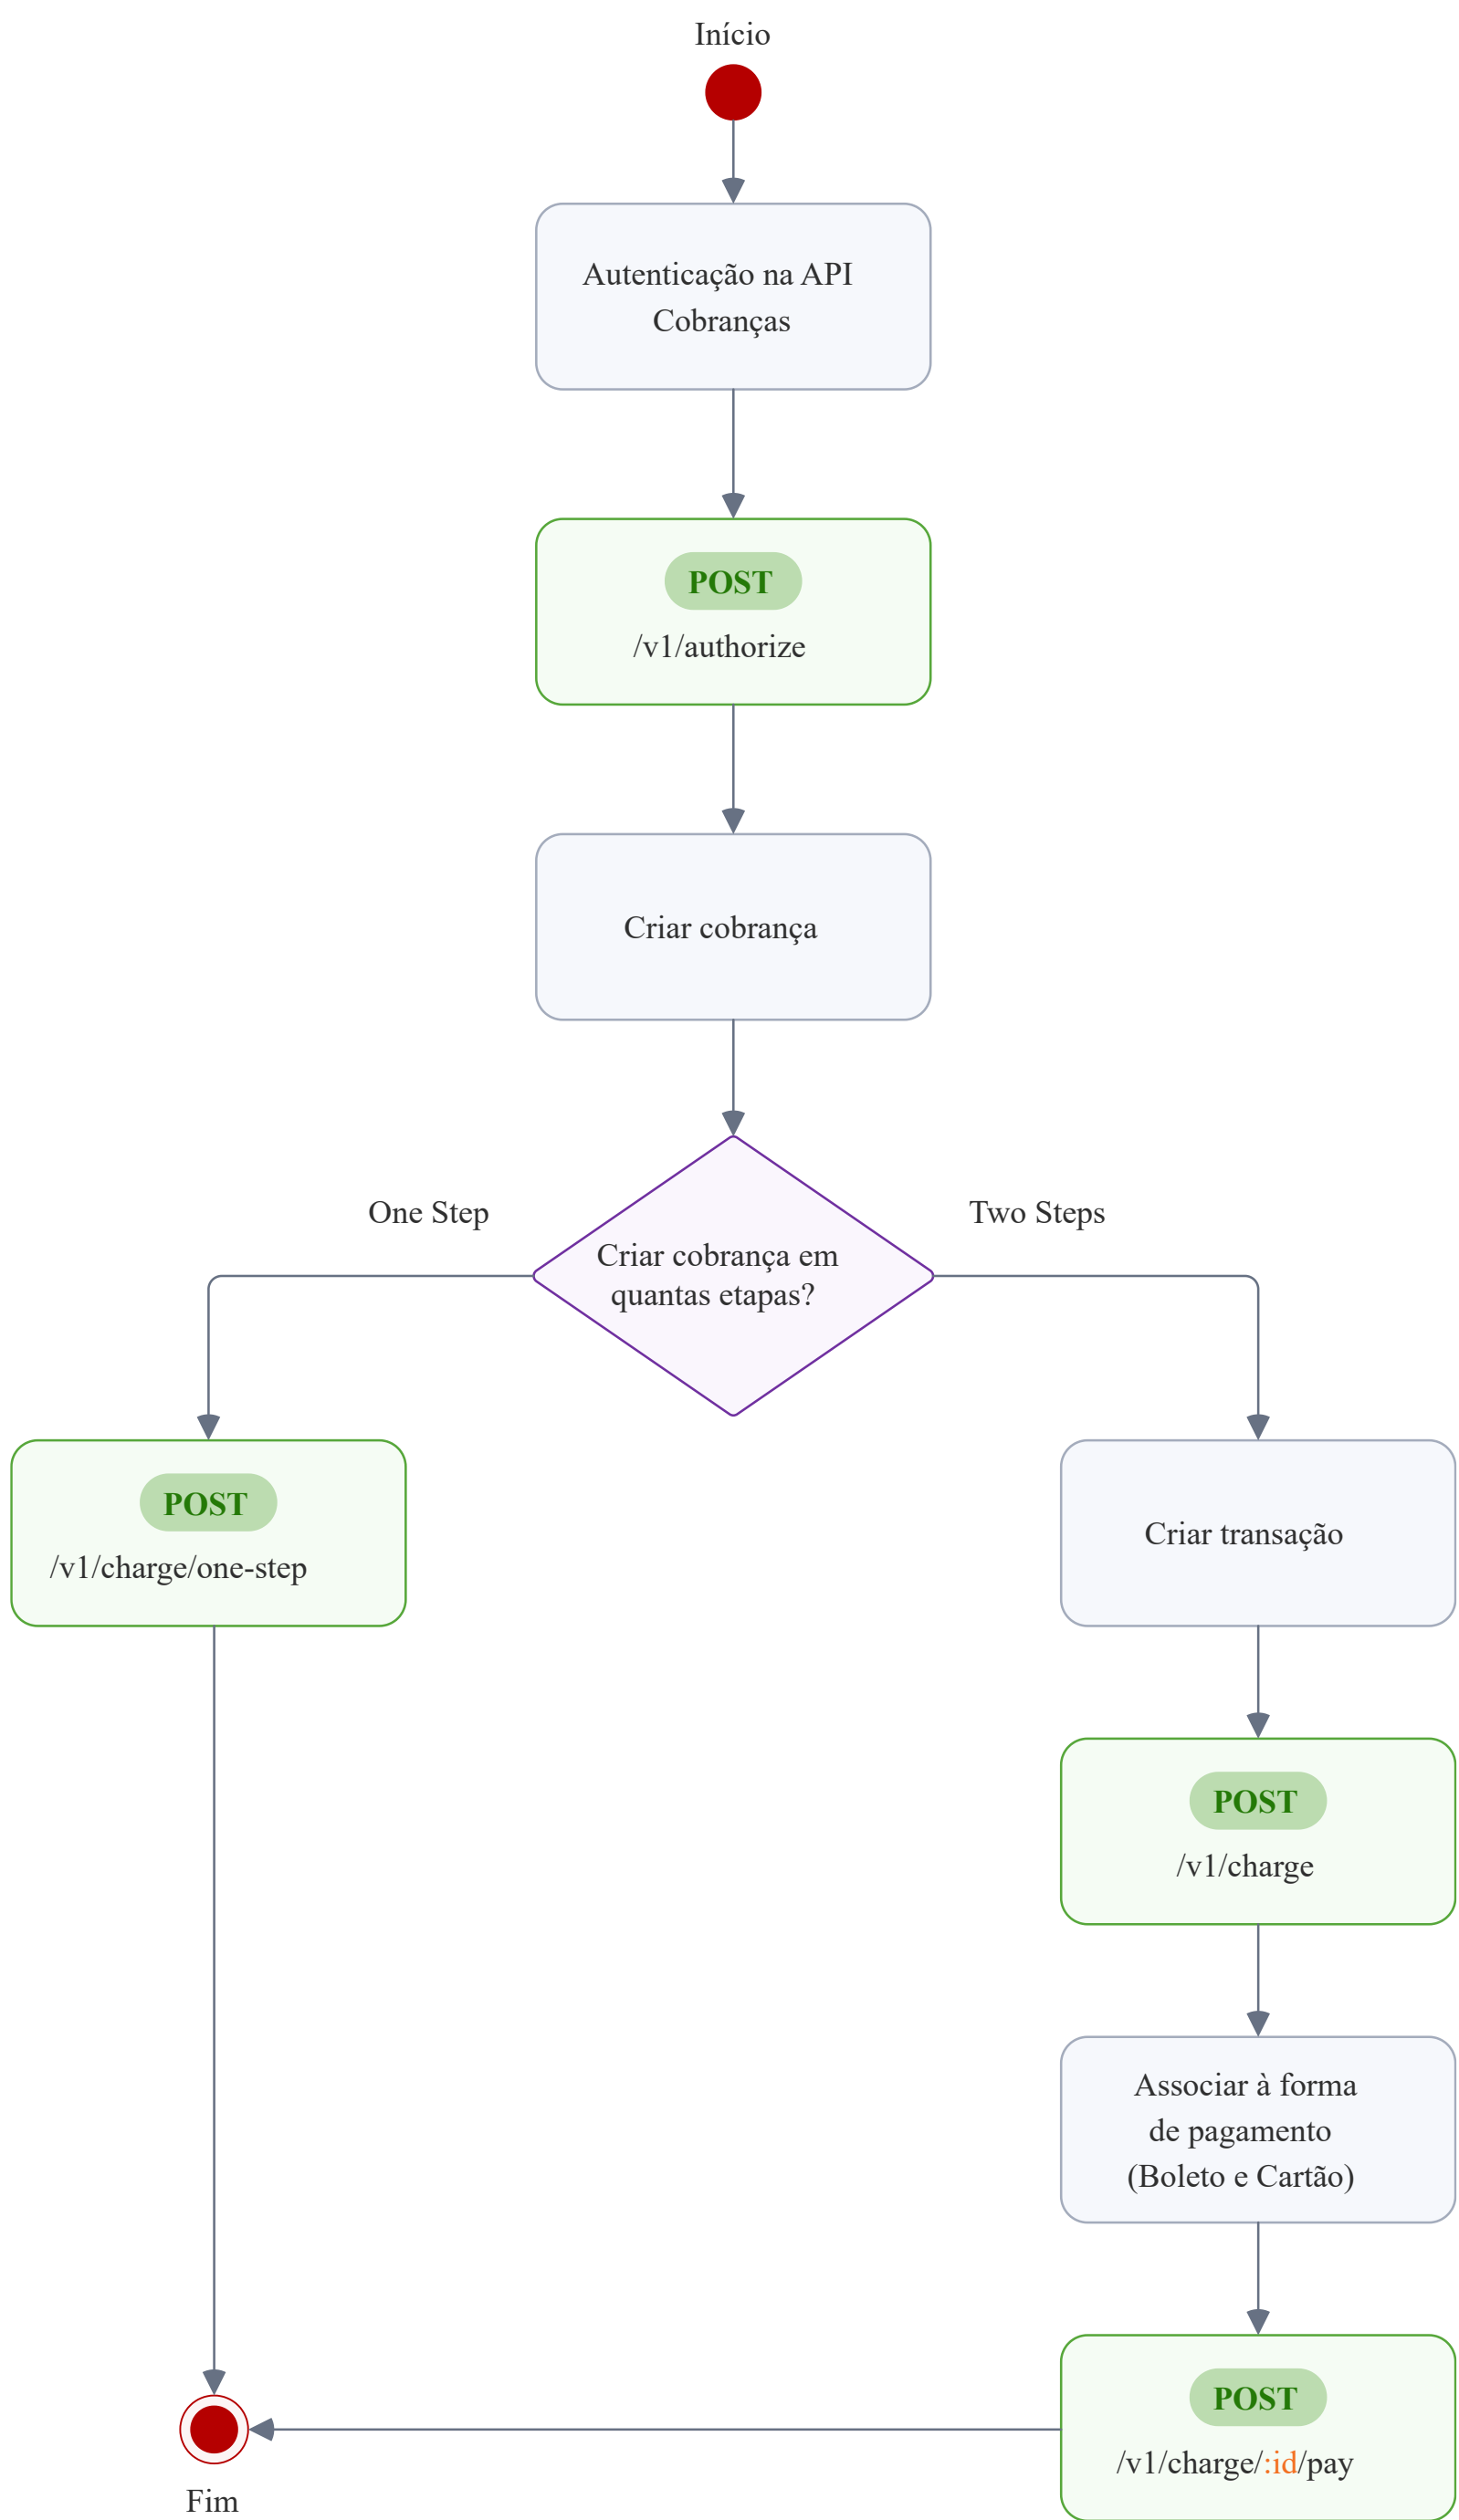 Início
Autenticação na API
Cobranças
POST
/v1/authorize
Criar cobrança
One Step
Two Steps
Criar cobrança em
quantas etapas?
POST
/v1/charge/one-step
Criar transação
POST
/v1/charge
Associar à forma
de pagamento
(Boleto e Cartão)
POST
/v1/charge/:id/pay
Fim